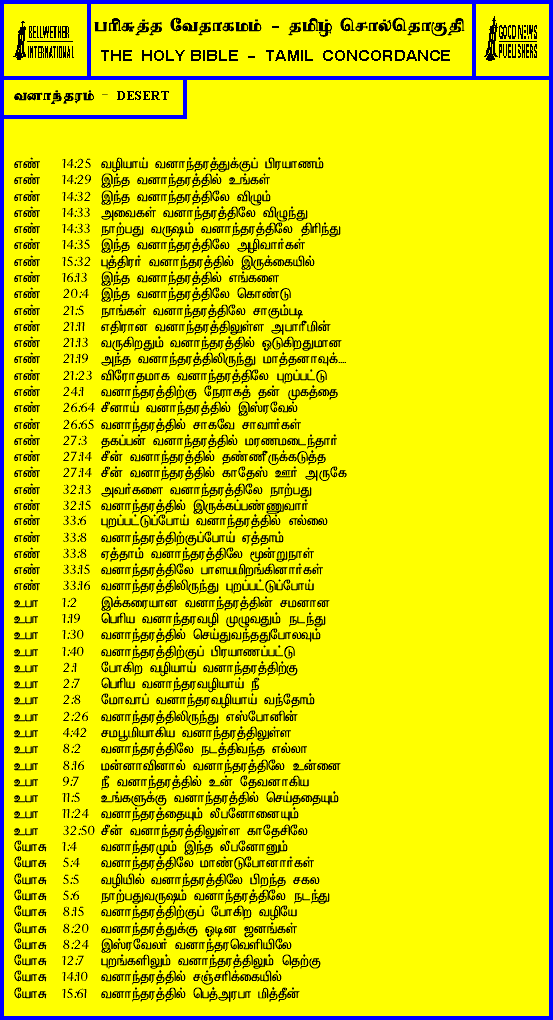 BELLWETHER
INTERNATIONAL
பரிசுத்த வேதாகமம் - தமிழ் சொல்தொகுதி
THE HOLY BIBLE - TAMIL CONCORDANCE
GOOD NEWS
PUBLISHERS
வனாந்தரம் - DESERT
எண் 14:25 வழியாய் வனாந்தரத்துக்குப் பிரயாணம்
எண் 14:29 இந்த வனாந்தரத்தில் உங்கள்
எண் 14:32 இந்த வனாந்தரத்திலே விழும்
எண் 14:33 அவைகள் வனாந்தரத்திலே விழுந்து
எண் 14:33 நாற்பது வருஷம் வனாந்தரத்திலே திரிந்து
எண் 14:35 இந்த வனாந்தரத்திலே அழிவார்கள்
எண் 15:32 புத்திரர் வனாந்தரத்தில் இருக்கையில்
எண் 16:13 இந்த வனாந்தரத்தில் எங்களை
எண் 20:4 இந்த வனாந்தரத்திலே கொண்டு
எண் 21:5 நாங்கள் வனாந்தரத்திலே சாகும்படி
எண் 21:11 எதிரான வனாந்தரத்திலுள்ள அபாரீமின்
எண் 21:13 வருகிறதும் வனாந்தரத்தில் ஓடுகிறதுமான
எண் 21:19 அந்த வனாந்தரத்திலிருந்து மாத்தனாவுக்....
எண் 21:23 விரோதமாக வனாந்தரத்திலே புறப்பட்டு
எண் 24:1 வனாந்தரத்திற்கு நேராகத் தன் முகத்தை
எண் 26:64 சீனாய் வனாந்தரத்தில் இஸ்ரவேல்
எண் 26:65 வனாந்தரத்தில் சாகவே சாவார்கள்
எண் 27:3 தகப்பன் வனாந்தரத்தில் மரணமடைந்தார்
எண் 27:14 சீன் வனாந்தரத்தில் தண்ணீருக்கடுத்த
எண் 27:14 சீன் வனாந்தரத்தில் காதேஸ் ஊர் அருகே
எண் 32:13 அவர்களை வனாந்தரத்திலே நாற்பது
எண் 32:15 வனாந்தரத்தில் இருக்கப்பண்ணுவார்
எண் 33:6 புறப்பட்டுப்போய் வனாந்தரத்தில் எல்லை
எண் 33:8 வனாந்தரத்திற்குப்போய் ஏத்தாம்
எண் 33:8 ஏத்தாம் வனாந்தரத்திலே மூன்றுநாள்
எண் 33:15 வனாந்தரத்திலே பாளயமிறங்கினார்கள்
எண் 33:16 வனாந்தரத்திலிருந்து புறப்பட்டுப்போய்
உபா 1:2 இக்கரையான வனாந்தரத்தின் சமனான
உபா 1:19 பெரிய வனாந்தரவழி முழுவதும் நடந்து
உபா 1:30 வனாந்தரத்தில் செய்துவந்ததுபோலவும்
உபா 1:40 வனாந்தரத்திற்குப் பிரயாணப்பட்டு
உபா 2:1 போகிற வழியாய் வனாந்தரத்திற்கு
உபா 2:7 பெரிய வனாந்தரவழியாய் நீ
உபா 2:8 மோவாப் வனாந்தரவழியாய் வந்தோம்
உபா 2:26 வனாந்தரத்திலிருந்து எஸ்போனின்
உபா 4:42 சமபூமியாகிய வனாந்தரத்திலுள்ள
உபா 8:2 வனாந்தரத்திலே நடத்திவந்த எல்லா
உபா 8:16 மன்னாவினால் வனாந்தரத்திலே உன்னை
உபா 9:7 நீ வனாந்தரத்தில் உன் தேவனாகிய
உபா 11:5 உங்களுக்கு வனாந்தரத்தில் செய்ததையும்
உபா 11:24 வனாந்தரத்தையும் லீபனோனையும்
உபா 32:50 சீன் வனாந்தரத்திலுள்ள காதேசிலே
யோசு 1:4 வனாந்தரமும் இந்த லீபனோனும்
யோசு 5:4 வனாந்தரத்திலே மாண்டுபோனார்கள்
யோசு 5:5 வழியில் வனாந்தரத்திலே பிறந்த சகல
யோசு 5:6 நாற்பதுவருஷம் வனாந்தரத்திலே நடந்து
யோசு 8:15 வனாந்தரத்திற்குப் போகிற வழியே
யோசு 8:20 வனாந்தரத்துக்கு ஓடின ஜனங்கள்
யோசு 8:24 இஸ்ரவேலர் வனாந்தரவெளியிலே
யோசு 12:7 புறங்களிலும் வனாந்தரத்திலும் தெற்கு
யோசு 14:10 வனாந்தரத்தில் சஞ்சரிக்கையில்
யோசு 15:61 வனாந்தரத்தில் பெத்அரபா மித்தீன்